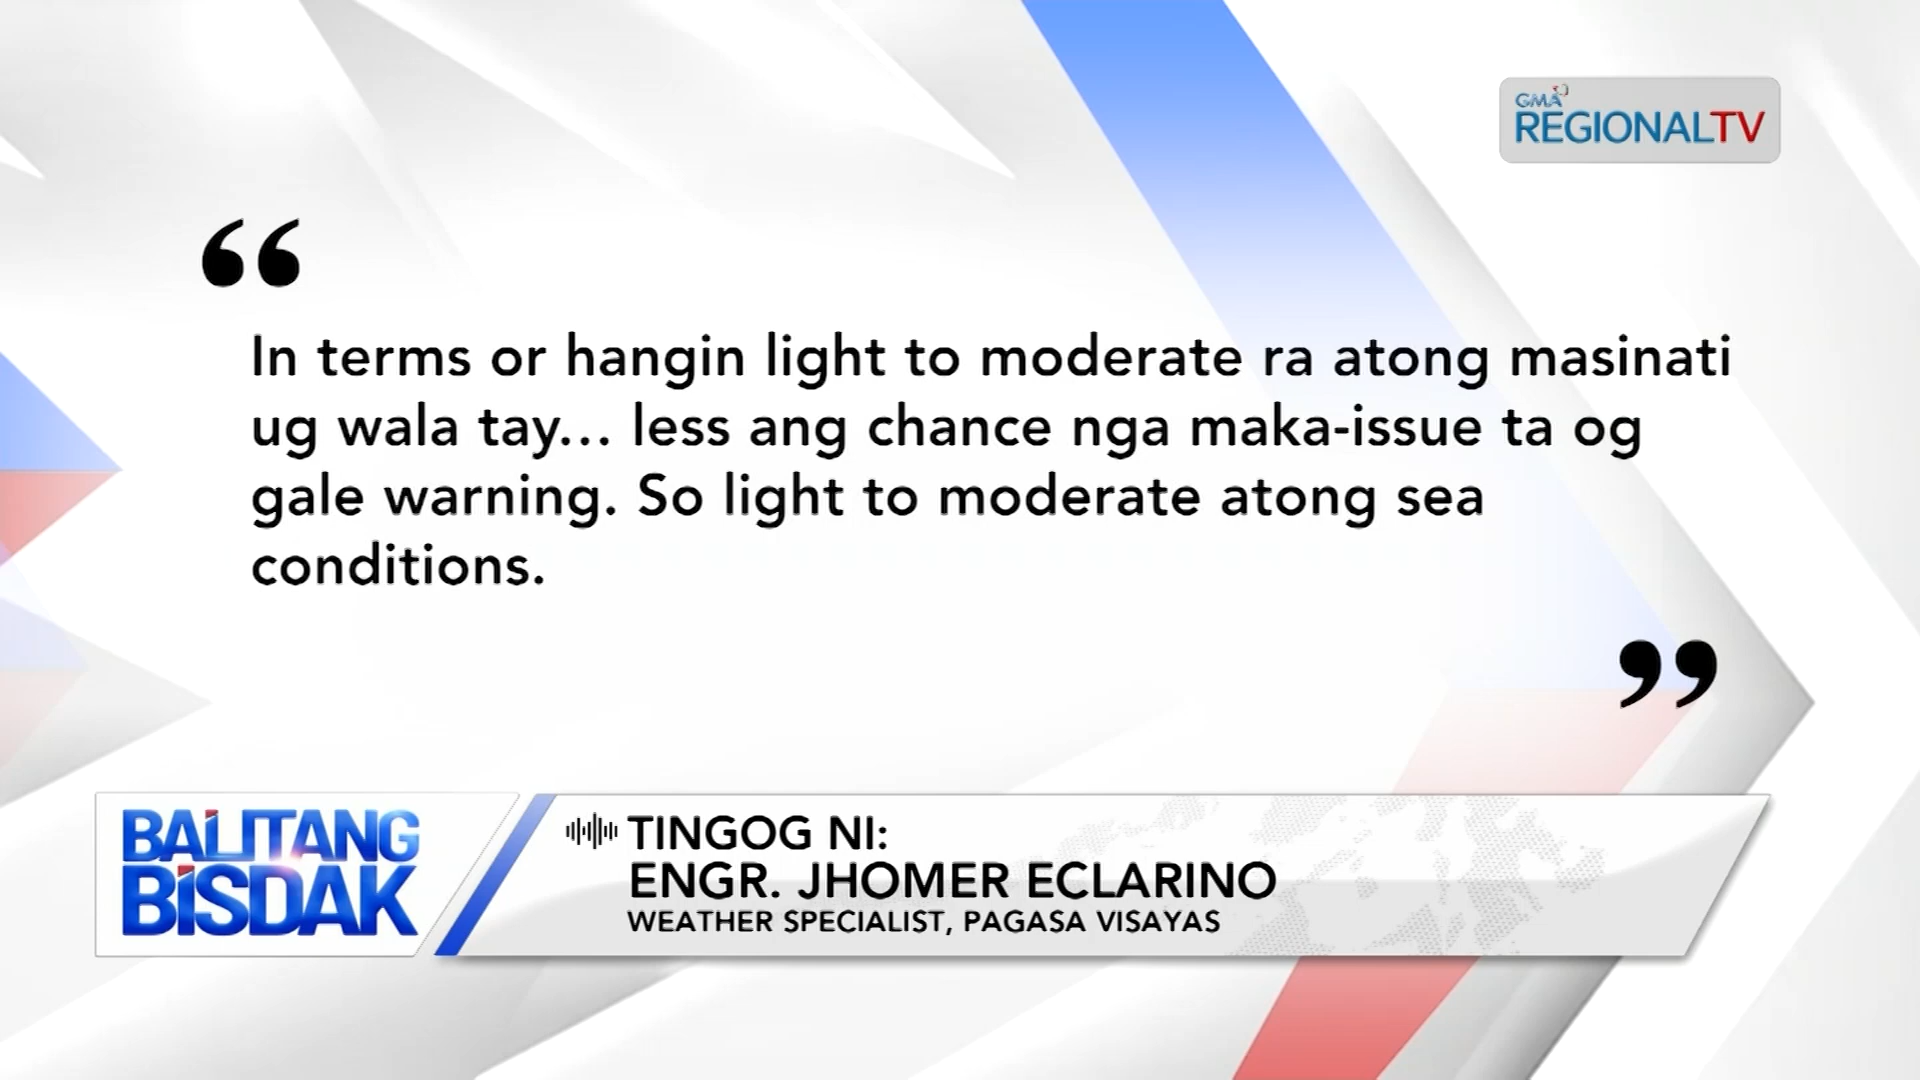 GMA
REGIONALTV
“
In terms or hangin light to moderate ra atong masinati
ug wala tay... less ang chance nga maka-issue ta og
gale warning. So light to moderate atong sea
conditions.
”
BALITANG
BISDAK
TINGOG NI:
ENGR. JHOMER ECLARINO
WEATHER SPECIALIST, PAGASA VISAYAS